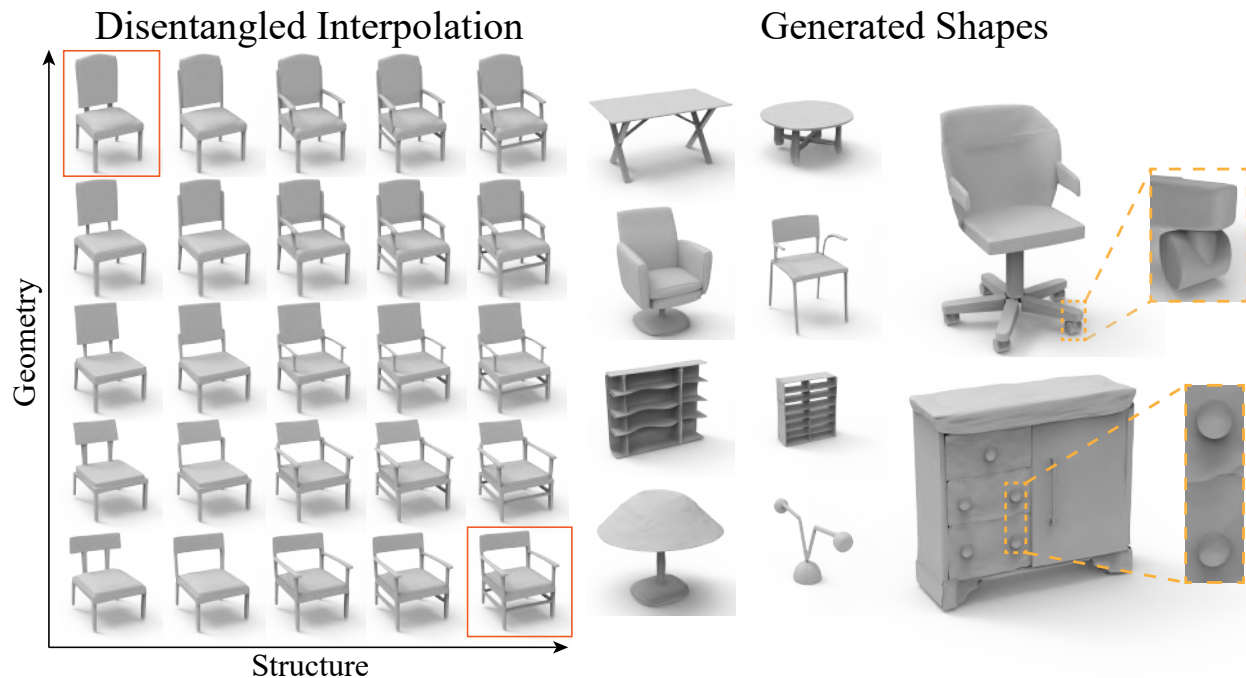 Disentangled Interpolation
Generated Shapes
Geometry
Structure